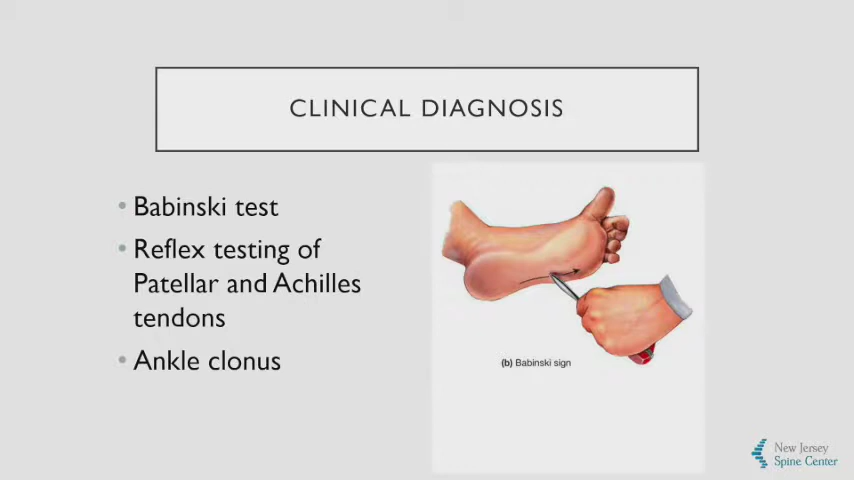 CLINICAL DIAGNOSIS
• Babinski test
• Reflex testing of
Patellar and Achilles
tendons
• Ankle clonus
(b) Babinski sign
New Jersey
Spine Center